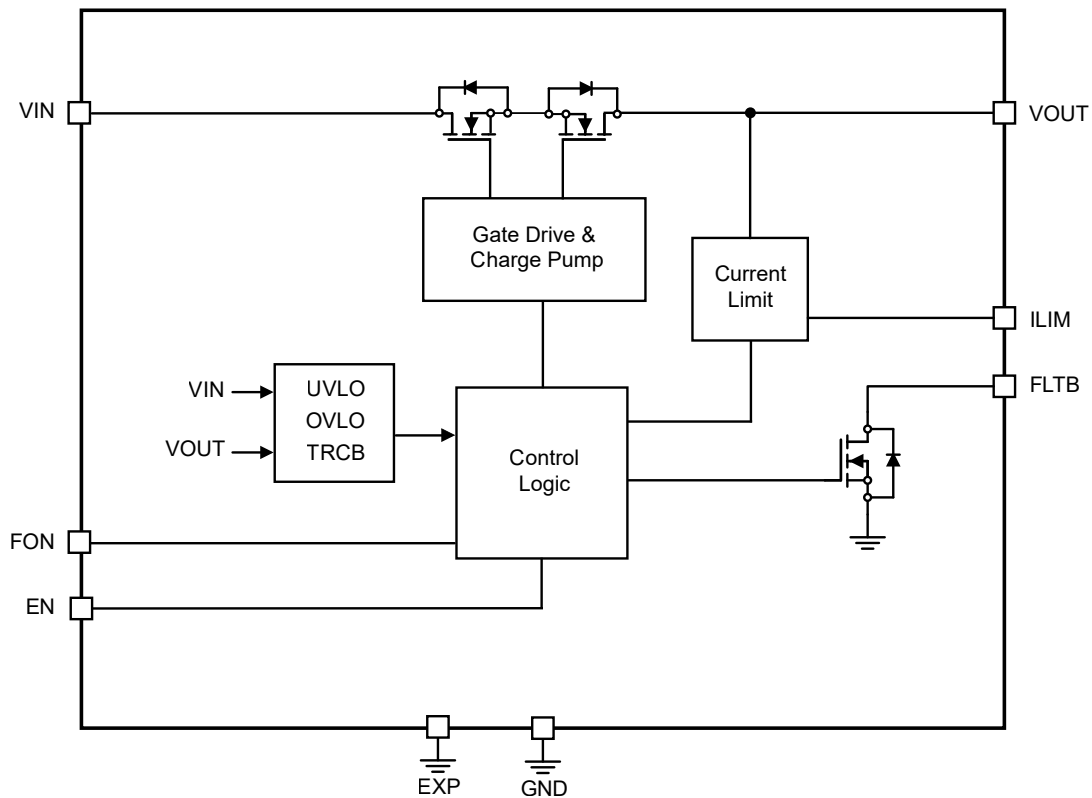 VIN
VOUT
Gate Drive &
Charge Pump
Current
Limit
ILIM
FLTB
VIN
UVLO
VOUT
OVLO
TRCB
Control
Logic
FON
EN
EXP
GND